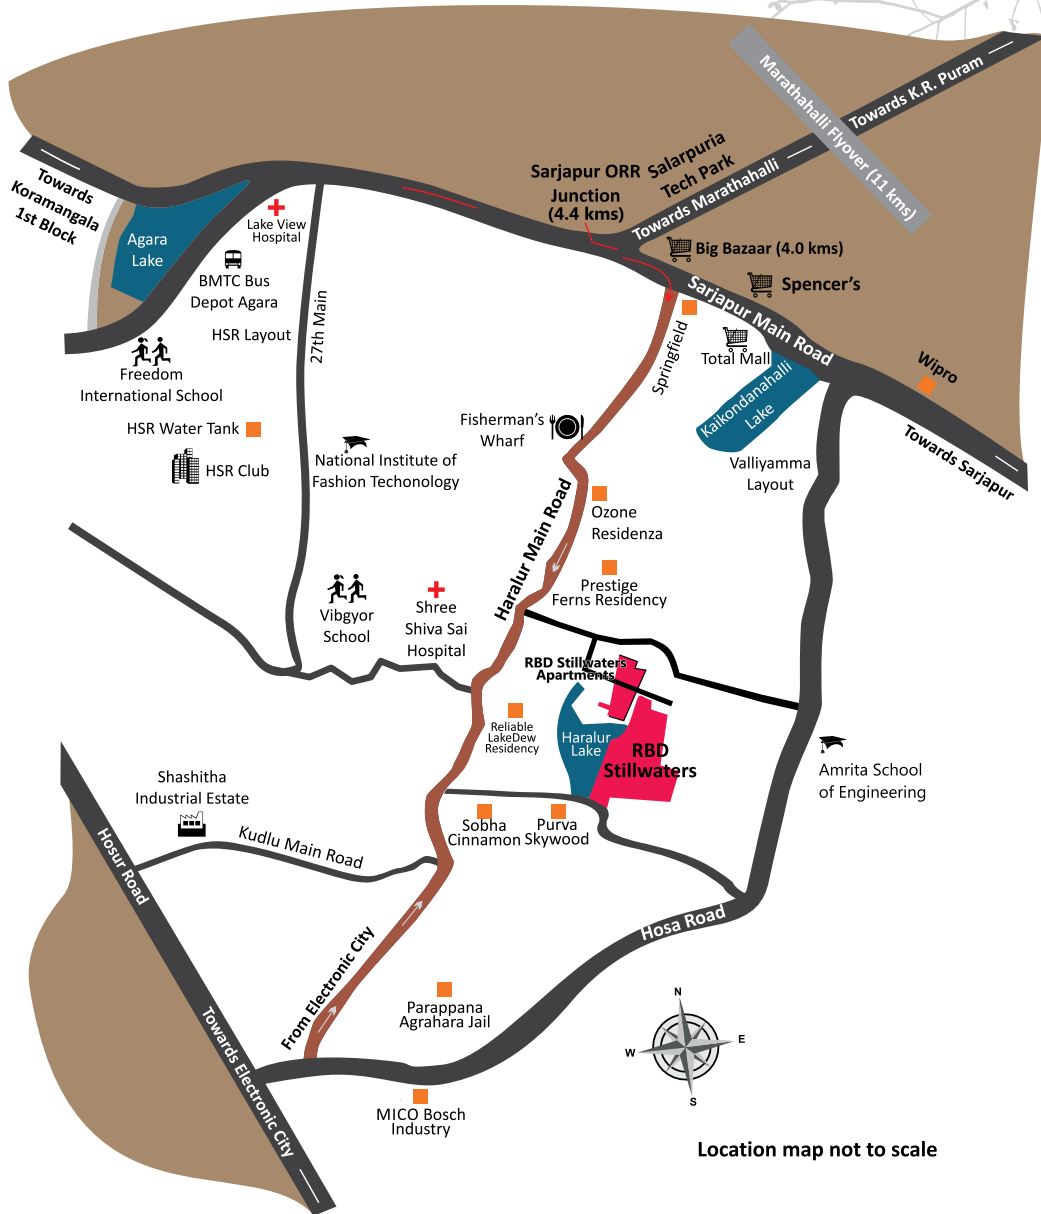 Marathahalli Flyover (11 kms)
Towards K.R. Puram
Salarpuria
Tech Park
Sarjapur ORR
Junction
(4.4 kms)
Towards Marathahalli
Towards
Koramangala
1st Block
Agara
Lake
Lake View
Hospital
BMTC Bus
Depot Agara
HSR Layout
27th Main
Big Bazaar (4.0 kms)
Spencer's
Sarjapur Main Road
Springfield
Total Mall
Kaikondanahalli
Lake
Wipro
Towards Sarjapur
Valliyamma
Layout
Freedom
International School
HSR Water Tank
HSR Club
National Institute of
Fashion Techonology
Fisherman's
Wharf
Haralur Main Road
Ozone
Residenza
Prestige
Ferns Residency
Vibgyor
School
Shree
Shiva Sai
Hospital
RBD Stillwaters
Apartments
Reliable
LakeDew
Residency
Haralur
Lake
RBD
Stillwaters
Amrita School
of Engineering
Shashitha
Industrial Estate
Kudlu Main Road
Sobha
Cinnamon
Purva
Skywood
Hosur Road
Hosa Road
From Electronic City
Parappana
Agrahara Jail
Towards Electronic City
MICO Bosch
Industry
N
W
E
S
Location map not to scale